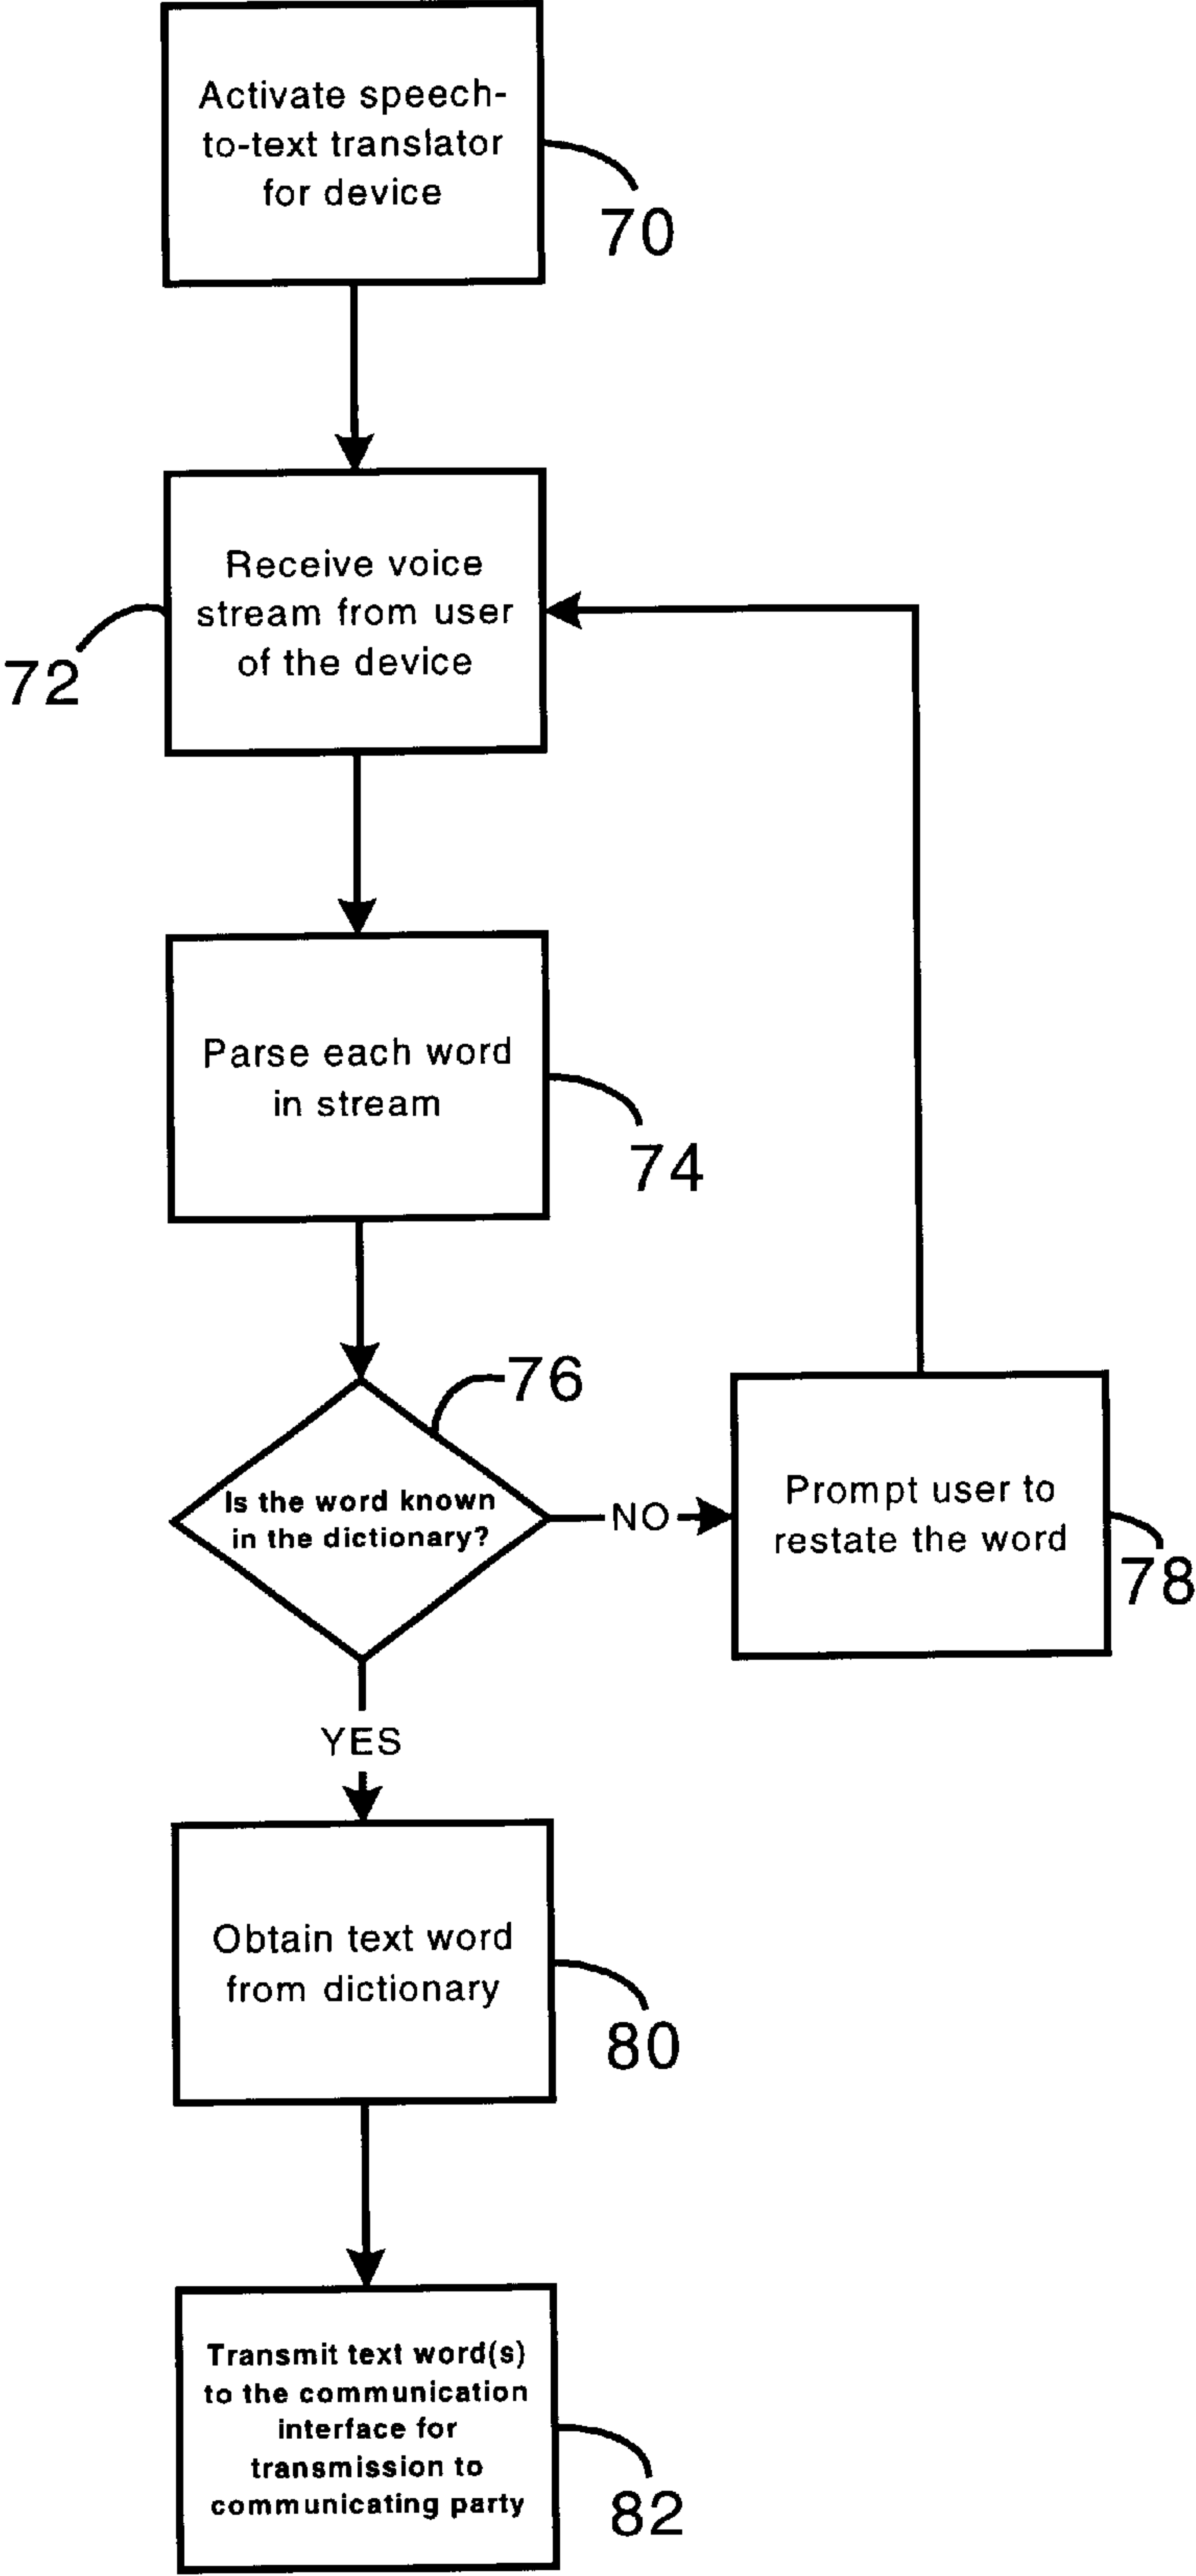 Activate speech-
to-text translator
for device
70
Receive voice
stream from user
of the device
72
Parse each word
in stream
74
76
Is the word known
in the dictionary?
NO
Prompt user to
restate the word
78
YES
Obtain text word
from dictionary
80
Transmit text word(s)
to the communication
interface for
transmission to
communicating party
82